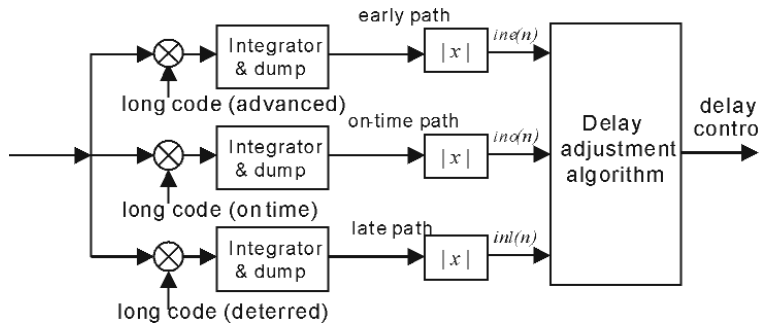 early path
Integrator
& dump
|x|
ine(n)
long code (advanced)
on-time path
Integrator
& dump
|x|
ino(n)
long code (on time)
late path
Integrator
& dump
|x|
inl(n)
long code (deterred)
Delay
adjustment
algorithm
delay
contro